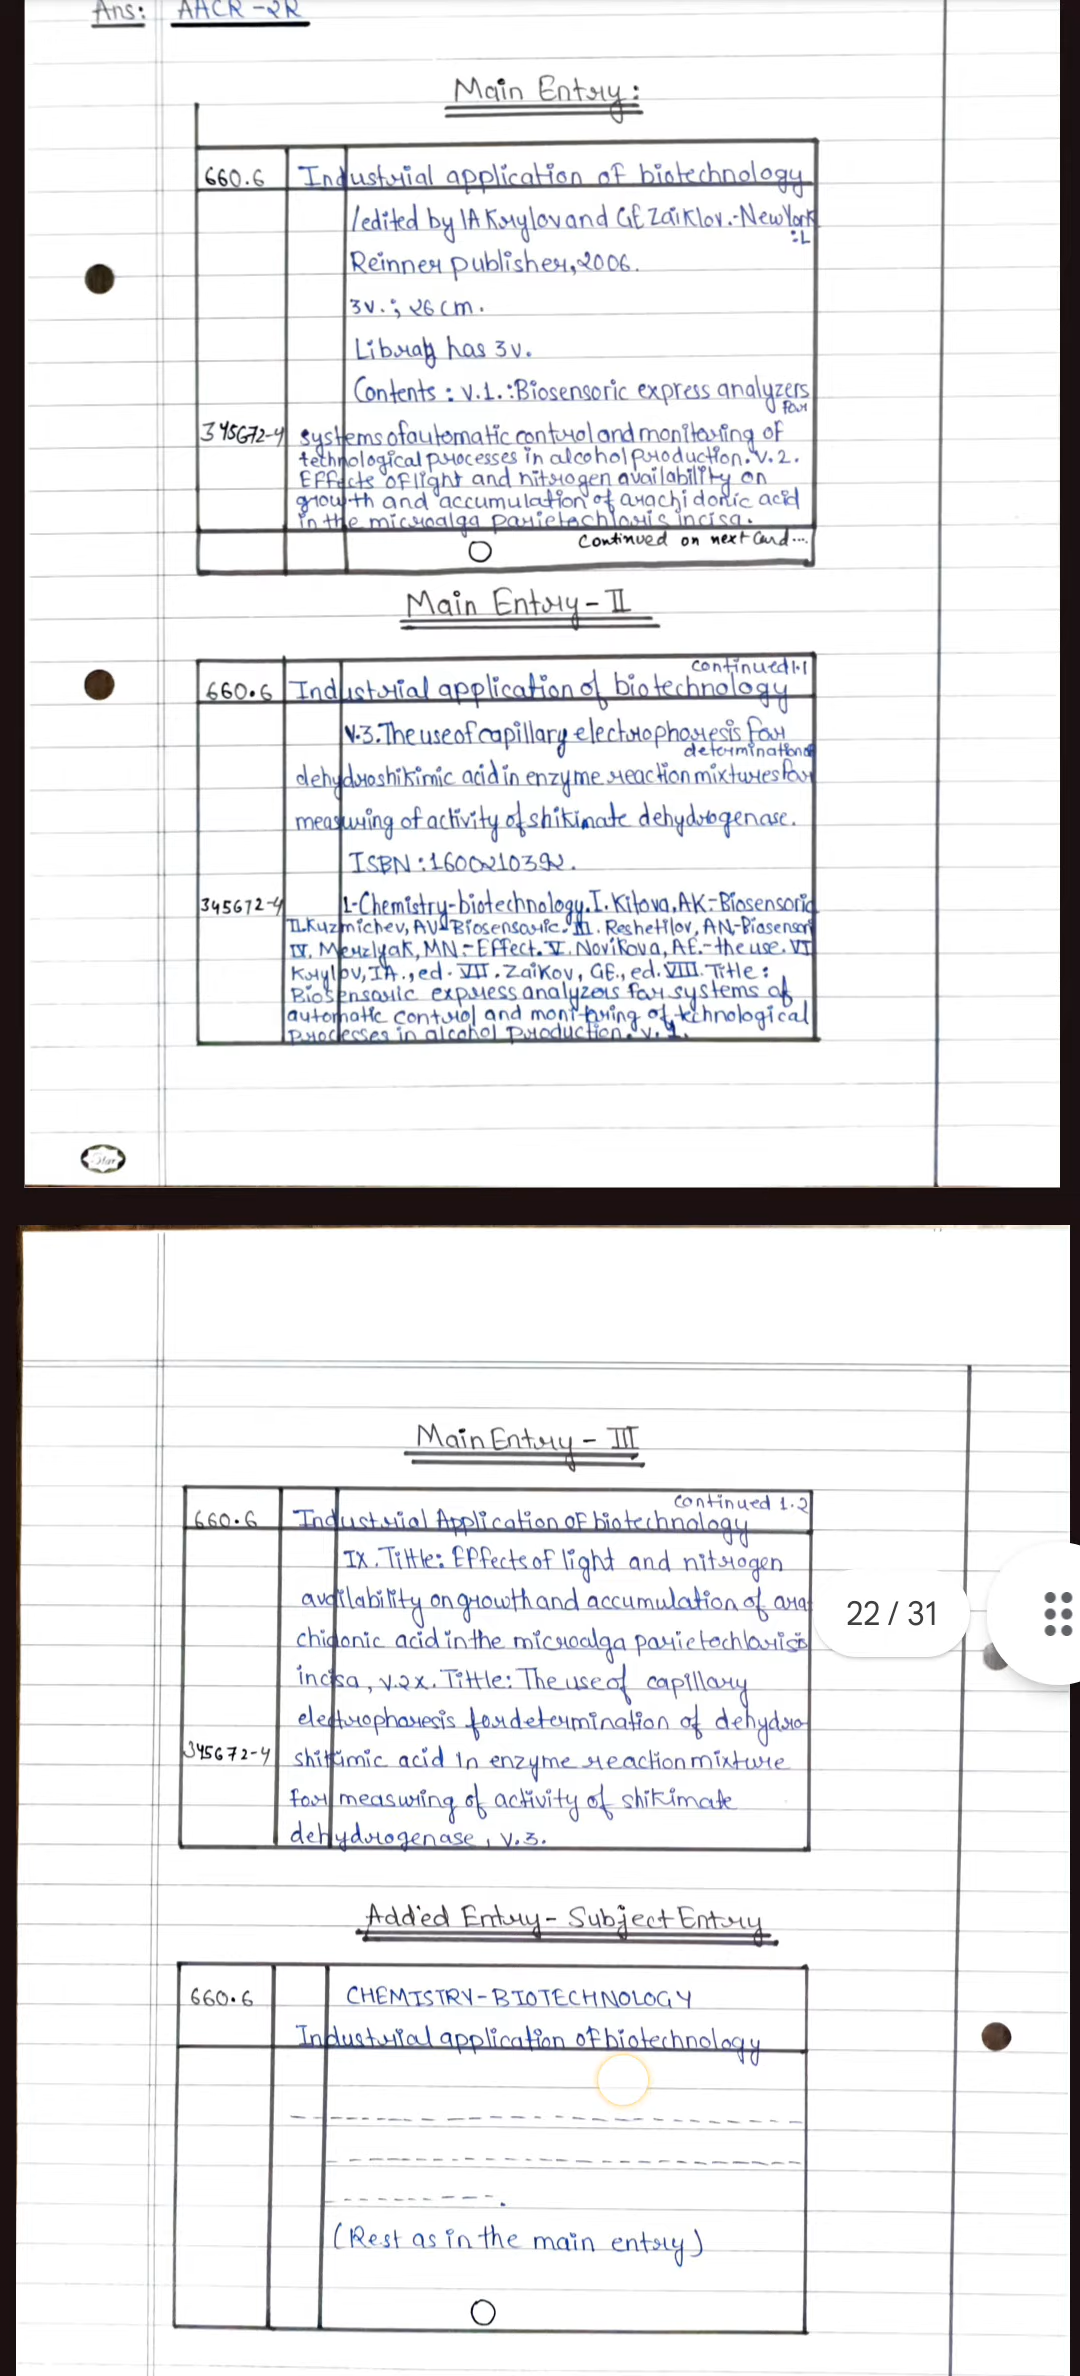 Ans: AACR-2R
Main Entry:
660.6 Industrial application of biotechnology
/edited by IA Krylov and GE Zaiklov.-New York
:L
Reinner publisher, 2006.
3v.; 26 cm.
Library has 3v.
Contents : v.1.:Biosensoric express analyzers
for
345672-4 systems of automatic control and monitoring of
technological processes in alcohol production. v.2.
Effects of light and nitrogen availability on
growth and accumulation of arachidonic acid
in the microalga parietochloris incisa.
Continued on next Card...
Main Entry-II
continued 1.1
660.6 Industrial application of biotechnology
V.3. The use of capillary electrophoresis for
determination of
dehydroshikimic acid in enzyme reaction mixtures for
measuring of activity of shikimate dehydrogenase.
ISBN:1600210392.
345672-4 1-Chemistry-biotechnology. I. Kitova, AK-Biosensoric
II. Kuzmichev, AV-Biosensoric. III. Reshetilov, AN-Biosensori
IV. Merzlyak, MN-Effect. V. Novikova, AE.-the use. VI
Krylov, IA., ed. VII. Zaikov, GE., ed. VIII. Title:
Biosensoric express analyzers for systems of
automatic control and monitoring of technological
processes in alcohol production. v.1.
Star
Main Entry-III
continued 1.2
660.6 Industrial Application of biotechnology
IX. Tittle: Effects of light and nitrogen
availability on growth and accumulation of ara
chidonic acid in the microalga parietochloris
incisa, v.2 x. Tittle: The use of capillary
electrophoresis for determination of dehydro
345672-4 shikimic acid in enzyme reaction mixture
for measuring of activity of shikimate
dehydrogenase, v.3.
22 / 31
Added Entry-Subject Entry
660.6 CHEMISTRY-BIOTECHNOLOGY
Industrial application of biotechnology
(Rest as in the main entry)